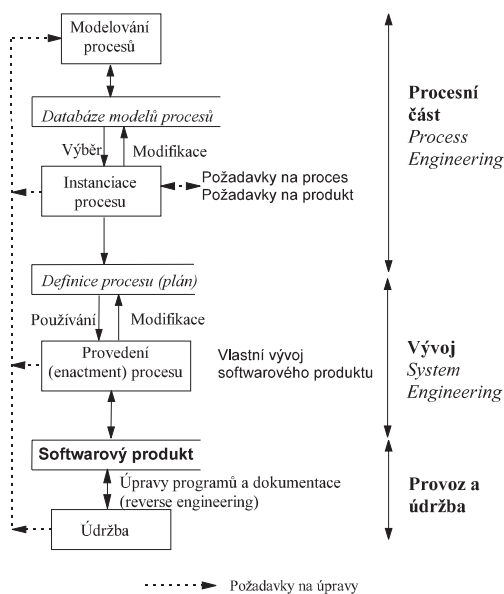 Modelování
procesů
Databáze modelů procesů
Výběr
Modifikace
Instanciace
procesu
Požadavky na proces
Požadavky na produkt
Procesní
část
Process
Engineering
Definice procesu (plán)
Používání
Modifikace
Provedení
(enactment) procesu
Vlastní vývoj
softwarového produktu
Vývoj
System
Engineering
Softwarový produkt
Úpravy programů a dokumentace
(reverse engineering)
Údržba
Provoz a
údržba
Požadavky na úpravy